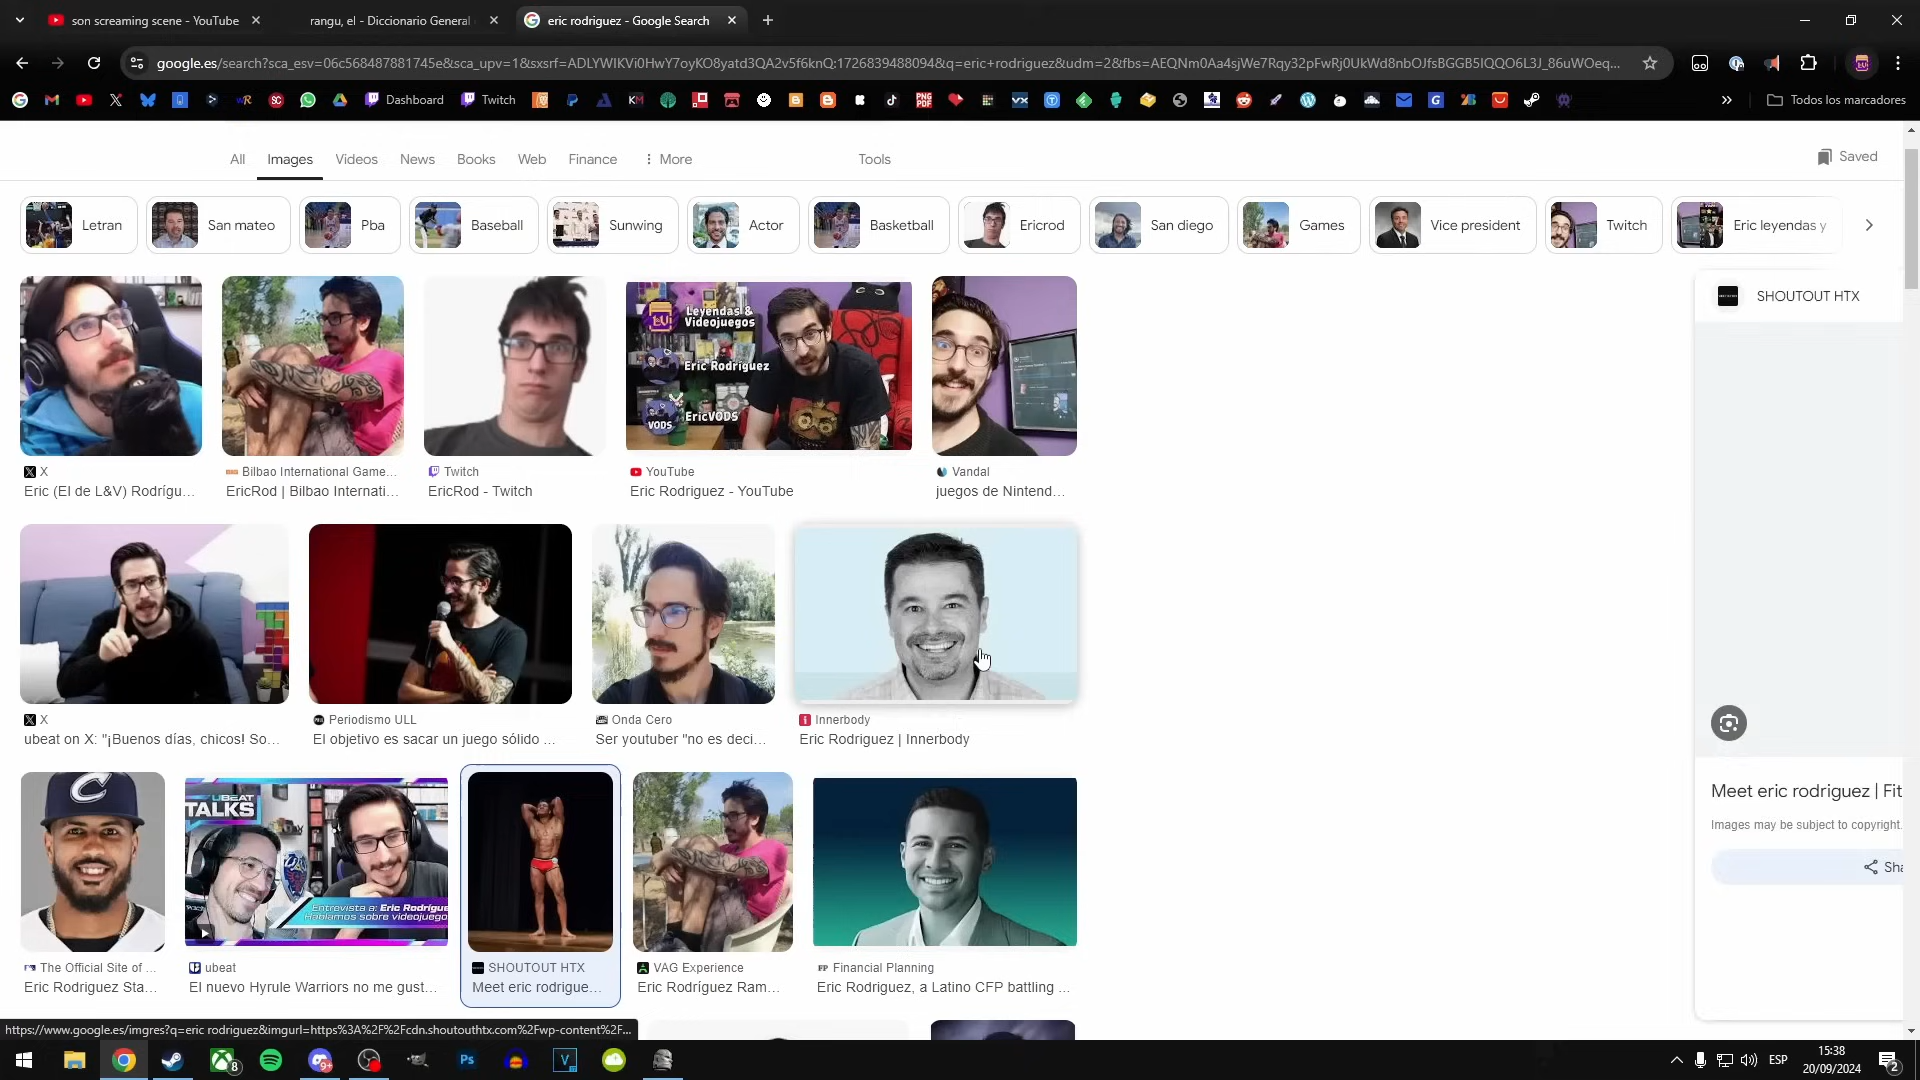 son screaming scene - YouTube
rangu, el - Diccionario General
eric rodriguez - Google Search
google.es/search?sca_esv=06c568487881745e&sca_upv=1&sxsrf=ADLYWIKVi0HwY7oyKO8yatd3QA2v5f6knQ:1726839488094&q=eric+rodriguez&udm=2&fbs=AEQNm0Aa4sjWe7Rqy32pFwRj0UkWd8nbOJfsBGGB5IQQO6L3J_86uWOeq...
Dashboard
Twitch
Todos los marcadores
All
Images
Videos
News
Books
Web
Finance
More
Tools
Saved
Letran
San mateo
Pba
Baseball
Sunwing
Actor
Basketball
Ericrod
San diego
Games
Vice president
Twitch
Eric leyendas y
SHOUTOUT HTX
Leyendas &
Videojuegos
Eric Rodríguez
EricVODS
VODS
X
Eric (El de L&V) Rodrígu...
Bilbao International Game...
EricRod | Bilbao Internati...
Twitch
EricRod - Twitch
YouTube
Eric Rodriguez - YouTube
Vandal
juegos de Nintend...
X
ubeat on X: "¡Buenos días, chicos! So...
Periodismo ULL
El objetivo es sacar un juego sólido ...
Onda Cero
Ser youtuber "no es deci...
Innerbody
Eric Rodriguez | Innerbody
UBEAT
TALKS
Entrevista a: Eric Rodrígue
Hablamos sobre videojuego
The Official Site of ...
Eric Rodriguez Sta...
ubeat
El nuevo Hyrule Warriors no me gust...
SHOUTOUT HTX
Meet eric rodrigue...
VAG Experience
Eric Rodríguez Ram...
FP Financial Planning
Eric Rodriguez, a Latino CFP battling ...
Meet eric rodriguez | Fit
Images may be subject to copyright.
Sha
https://www.google.es/imgres?q=eric rodriguez&imgurl=https%3A%2F%2Fcdn.shoutouthtx.com%2Fwp-content%2F...
ESP
15:38
20/09/2024